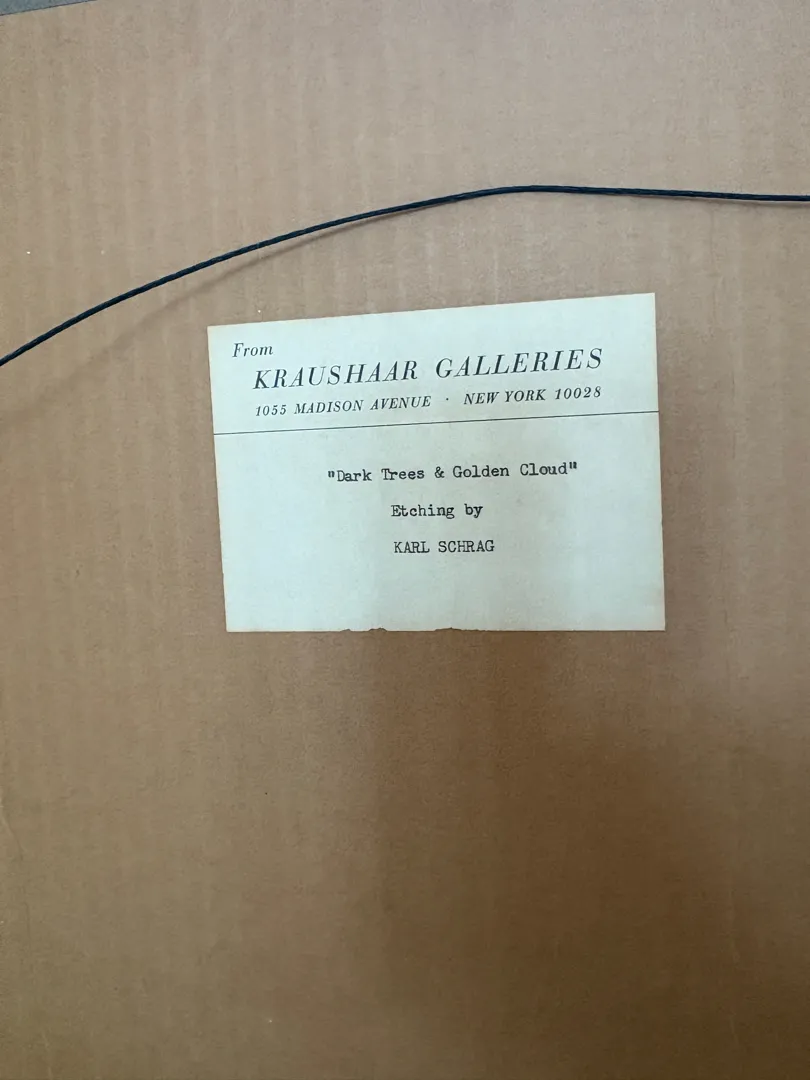 From
KRAUSHAAR GALLERIES
1055 MADISON AVENUE · NEW YORK 10028
"Dark Trees & Golden Cloud"
Etching by
KARL SCHRAG